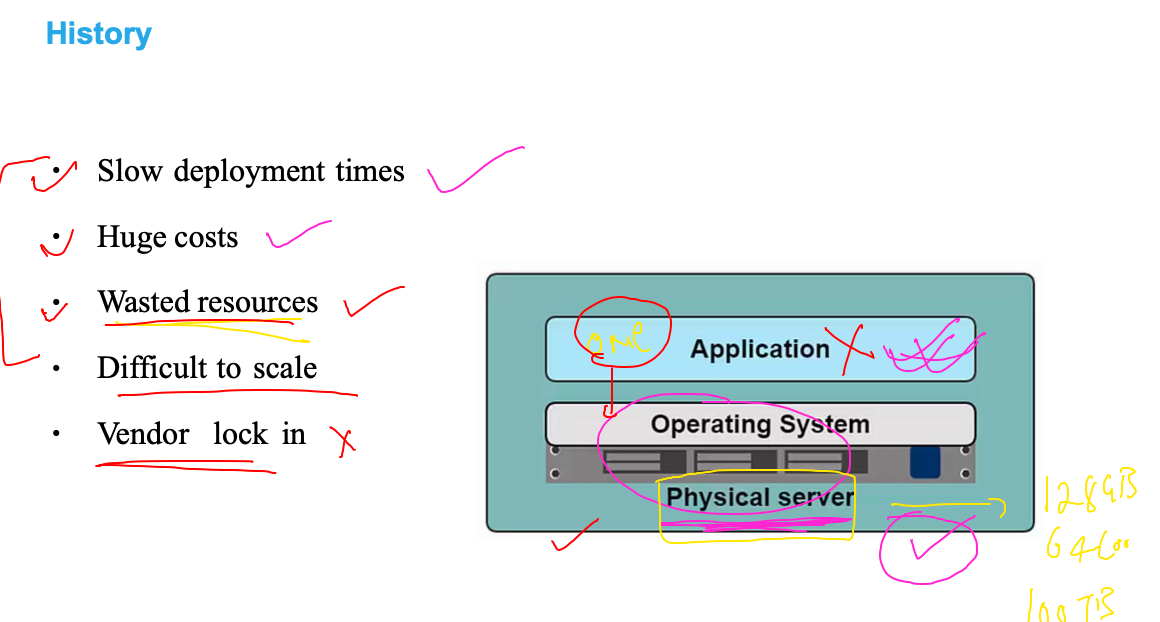 History
• Slow deployment times
• Huge costs
• Wasted resources
• Difficult to scale
• Vendor lock in
one
Application
Operating System
Physical server
128GB
100TB